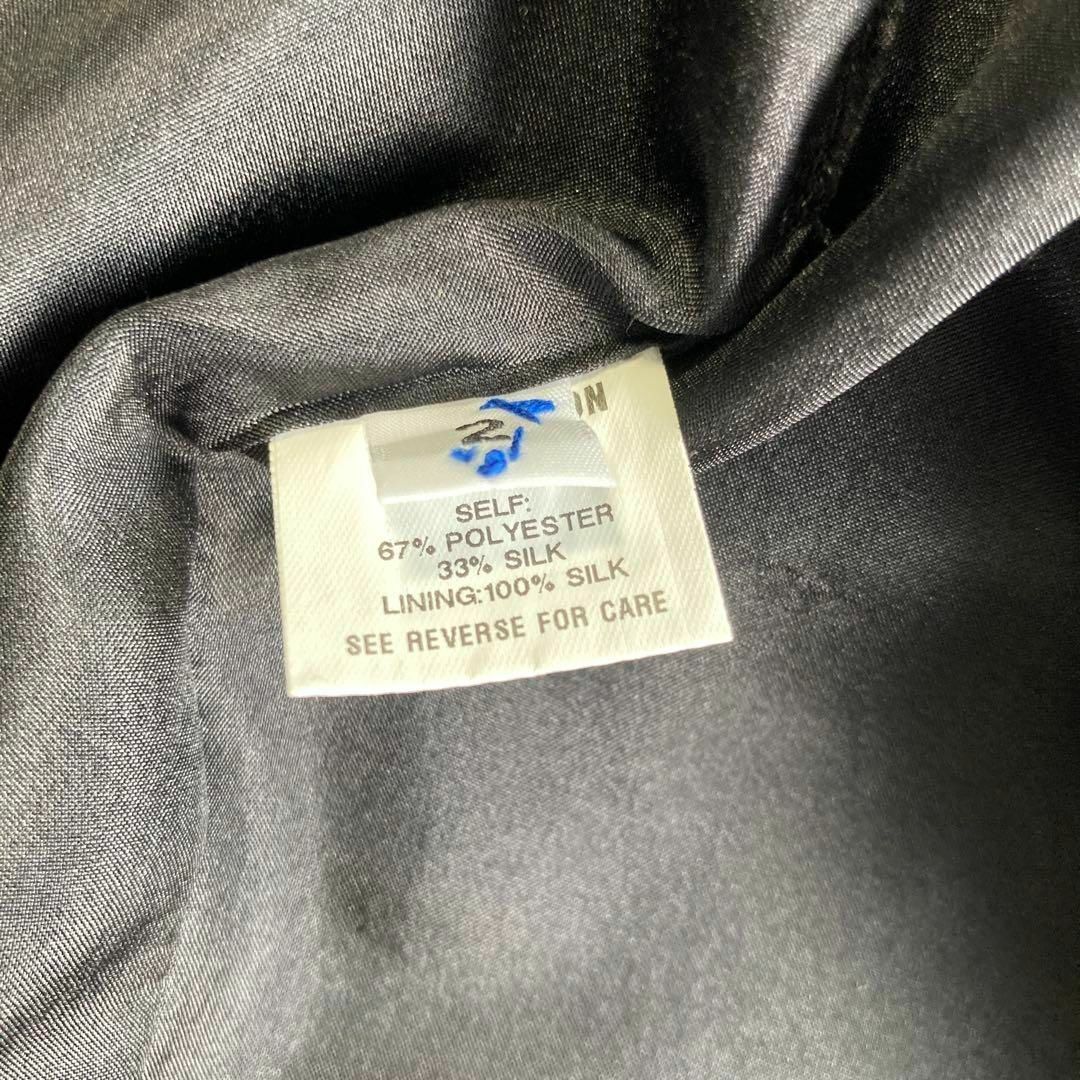 2
SELF:
67% POLYESTER
33% SILK
LINING:100% SILK
SEE REVERSE FOR CARE